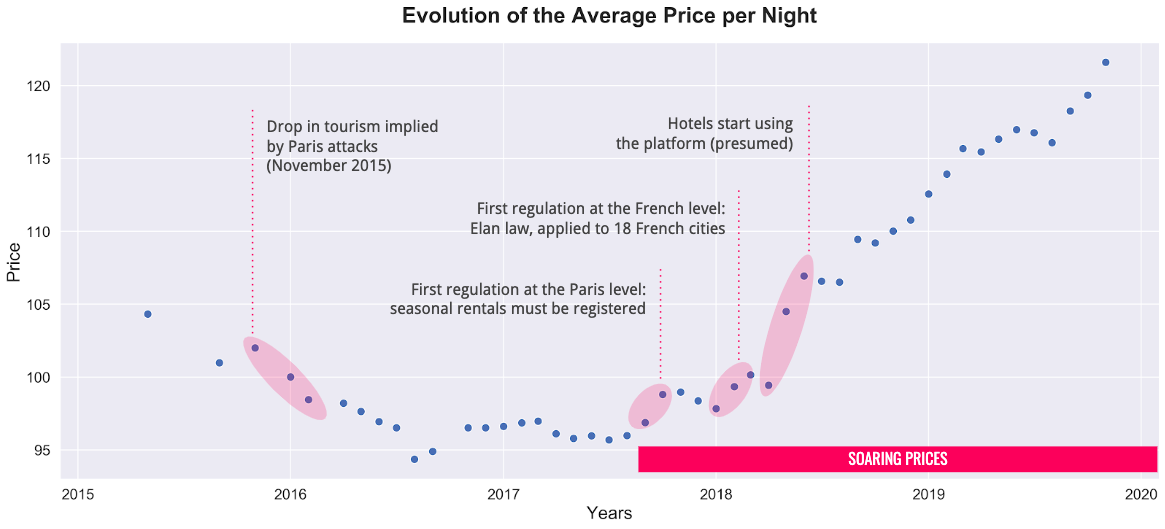 Evolution of the Average Price per Night
120
115
110
105
100
95
Price
Drop in tourism implied
by Paris attacks
(November 2015)
Hotels start using
the platform (presumed)
First regulation at the French level:
Elan law, applied to 18 French cities
First regulation at the Paris level:
seasonal rentals must be registered
SOARING PRICES
2015
2016
2017
2018
2019
2020
Years